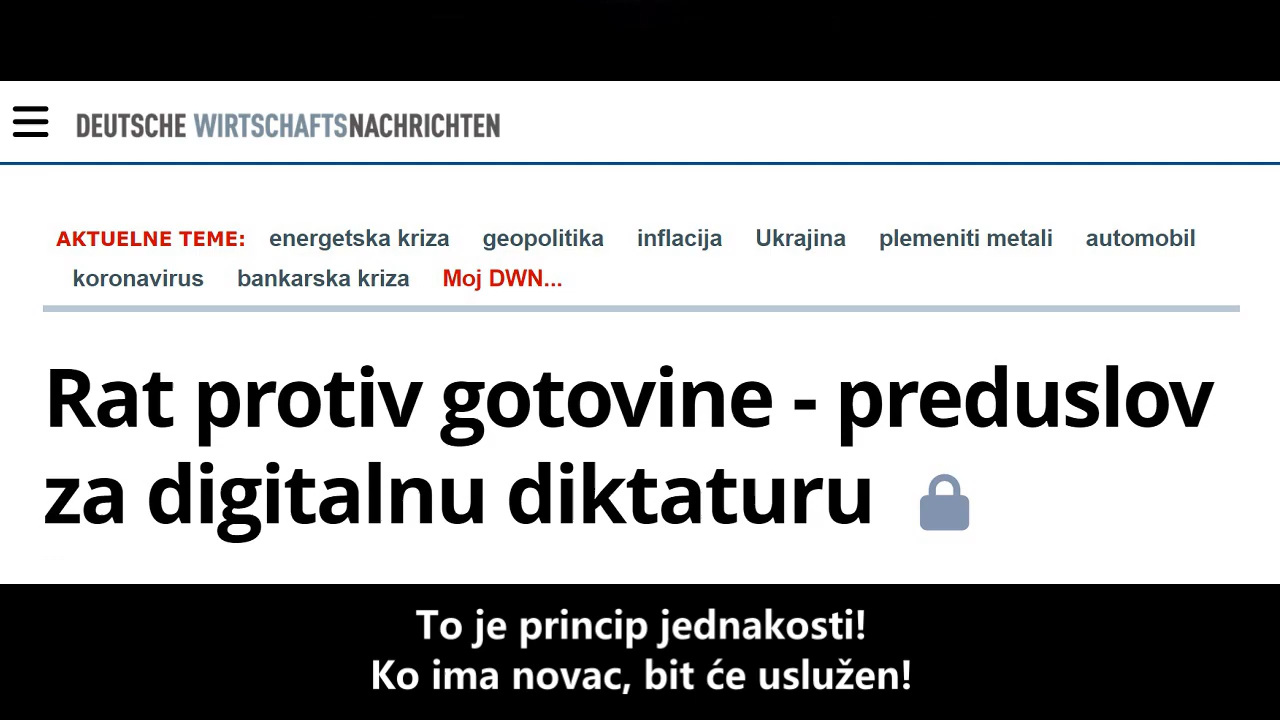 DEUTSCHE WIRTSCHAFTSNACHRICHTEN
AKTUELNE TEME: energetska kriza geopolitika inflacija Ukrajina plemeniti metali automobil
koronavirus bankarska kriza Moj DWN...
Rat protiv gotovine - preduslov
za digitalnu diktaturu
To je princip jednakosti!
Ko ima novac, bit će uslužen!